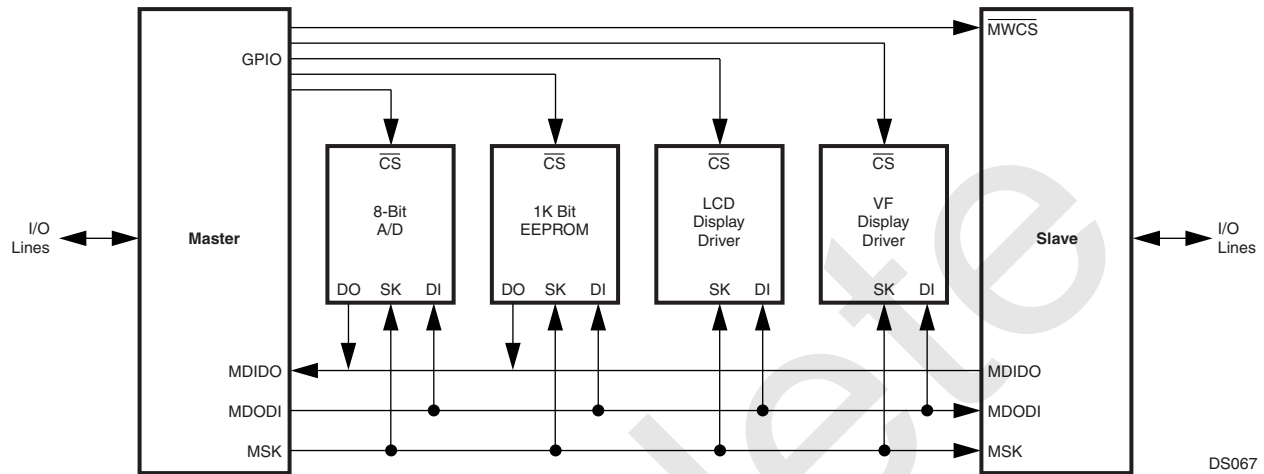 MWCS
GPIO
CS CS CS CS
8-Bit
A/D
1K Bit
EEPROM
LCD
Display
Driver
VF
Display
Driver
I/O
Lines
Master
Slave
I/O
Lines
DO SK DI DO SK DI SK DI SK DI
MDIDO MDIDO
MDODI MDODI
MSK MSK
DS067